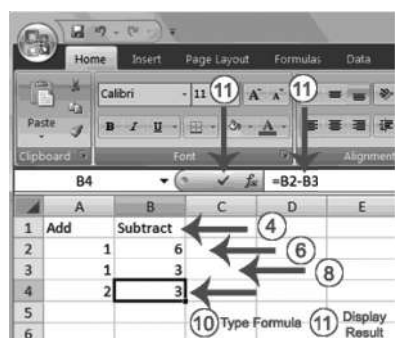 Home Insert Page Layout Formulas Data
Calibri 11 A A
Paste B I U A
Clipboard Font Alignment
11 11
B4 fx =B2-B3
A B C D E
1 Add Subtract 4
2 1 6 6
3 1 3 8
4 2 3
5 10 Type Formula 11 Display
6 Result